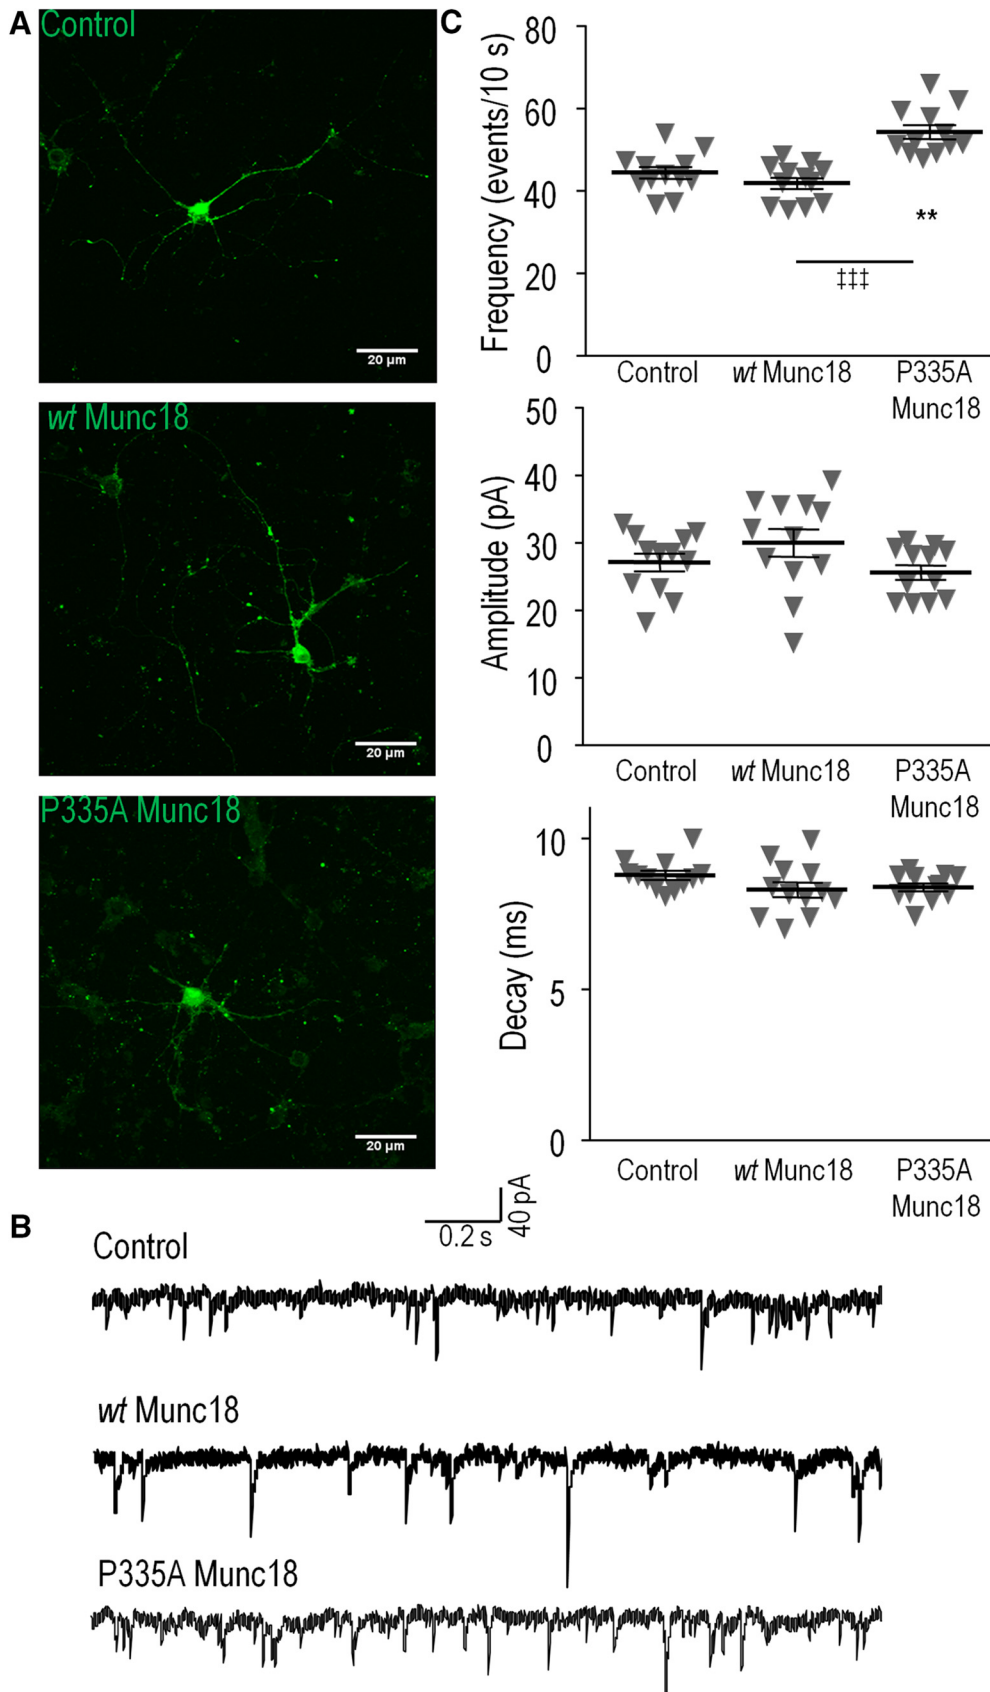 A
Control
20 µm
wt Munc18
20 µm
P335A Munc18
20 µm
C
Frequency (events/10 s)
80
60
40
20
0
**
‡‡‡
Control
wt Munc18
P335A
Munc18
Amplitude (pA)
50
40
30
20
10
0
Control
wt Munc18
P335A
Munc18
Decay (ms)
10
5
0
Control
wt Munc18
P335A
Munc18
B
0.2 s
40 pA
Control
wt Munc18
P335A Munc18